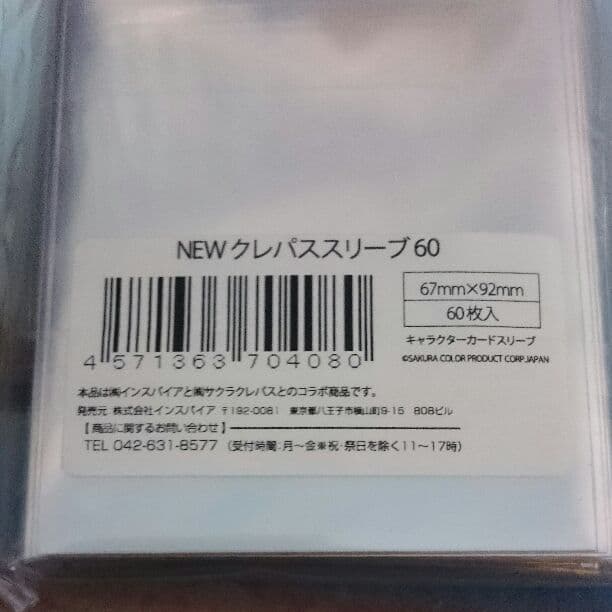 NEWクレパススリーブ60
4 571363 704080
67mm×92mm
60枚入
キャラクターカードスリーブ
©SAKURA COLOR PRODUCT CORP.JAPAN
本品は㈱インスパイアと㈱サクラクレパスとのコラボ商品です。
発売元 株式会社インスパイア 〒192-0081 東京都八王子市横山町9-15 808ビル
【商品に関するお問い合わせ】
TEL 042-631-8577 (受付時間:月〜金※祝・祭日を除く11〜17時)